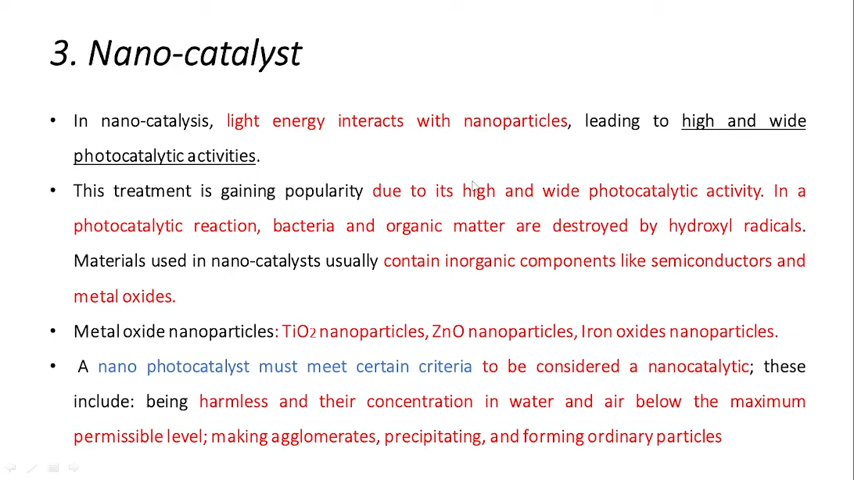 3. Nano-catalyst
• In nano-catalysis, light energy interacts with nanoparticles, leading to high and wide
photocatalytic activities.
• This treatment is gaining popularity due to its high and wide photocatalytic activity. In a
photocatalytic reaction, bacteria and organic matter are destroyed by hydroxyl radicals.
Materials used in nano-catalysts usually contain inorganic components like semiconductors and
metal oxides.
• Metal oxide nanoparticles: TiO2 nanoparticles, ZnO nanoparticles, Iron oxides nanoparticles.
• A nano photocatalyst must meet certain criteria to be considered a nanocatalytic; these
include: being harmless and their concentration in water and air below the maximum
permissible level; making agglomerates, precipitating, and forming ordinary particles